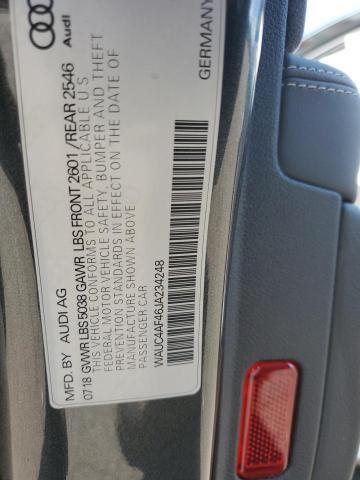 Audi
GERMANY
MFD. BY AUDI AG
07 18 GVWR LBS 5038 GAWR LBS FRONT 2601 / REAR 2546
THIS VEHICLE CONFORMS TO ALL APPLICABLE U S
FEDERAL MOTOR VEHICLE SAFETY, BUMPER AND THEFT
PREVENTION STANDARDS IN EFFECT ON THE DATE OF
MANUFACTURE SHOWN ABOVE
PASSENGER CAR
WAUC4AF46JA234248